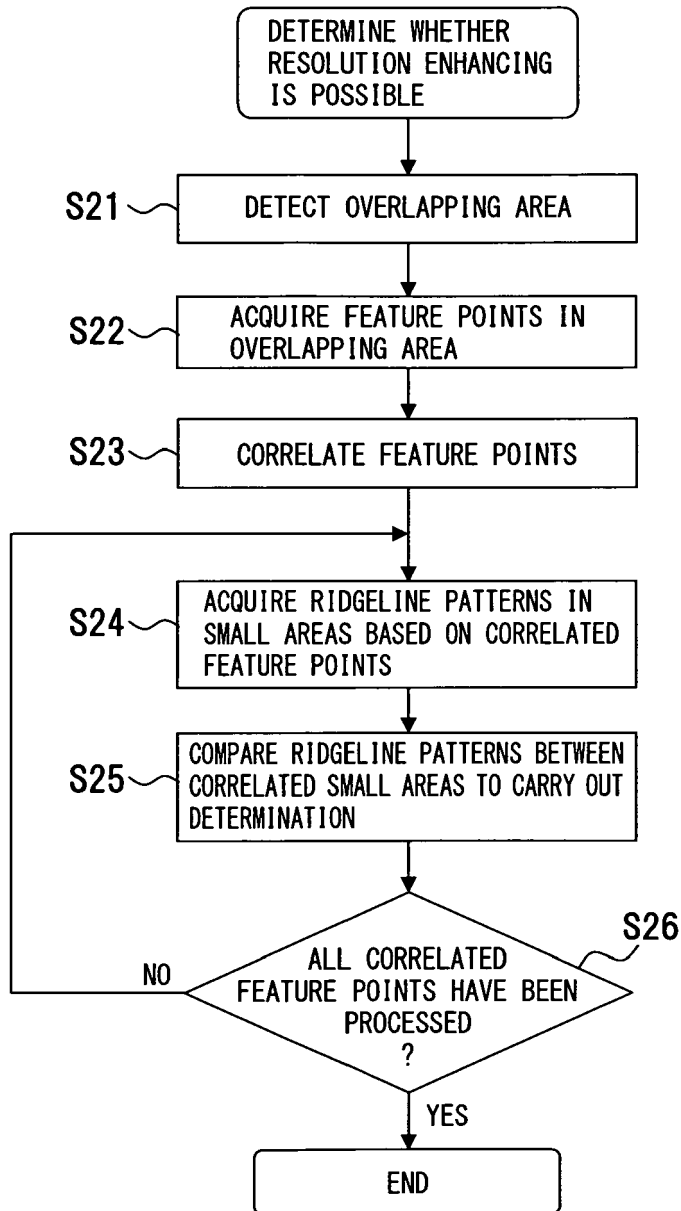 DETERMINE WHETHER
RESOLUTION ENHANCING
IS POSSIBLE
S21
DETECT OVERLAPPING AREA
S22
ACQUIRE FEATURE POINTS IN
OVERLAPPING AREA
S23
CORRELATE FEATURE POINTS
S24
ACQUIRE RIDGELINE PATTERNS IN
SMALL AREAS BASED ON CORRELATED
FEATURE POINTS
S25
COMPARE RIDGELINE PATTERNS BETWEEN
CORRELATED SMALL AREAS TO CARRY OUT
DETERMINATION
S26
ALL CORRELATED
FEATURE POINTS HAVE BEEN
PROCESSED
?
NO
YES
END